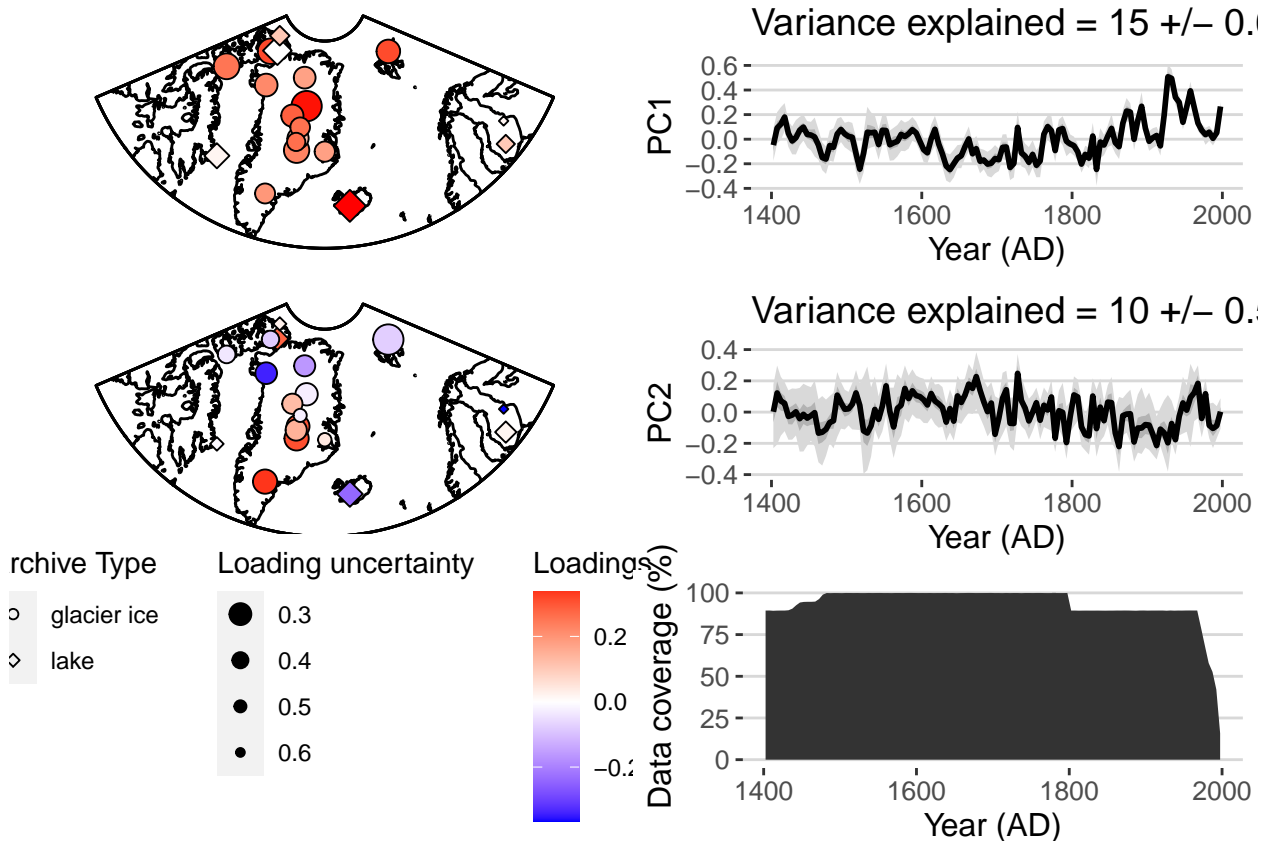 Variance explained = 15 +/− 0.
PC1
0.6
0.4
0.2
0.0
−0.2
−0.4
1400 1600 1800 2000
Year (AD)
Variance explained = 10 +/− 0.
PC2
0.4
0.2
0.0
−0.2
−0.4
1400 1600 1800 2000
Year (AD)
rchive Type
glacier ice
lake
Loading uncertainty
0.3
0.4
0.5
0.6
Loadings
0.2
0.0
−0.2
Data coverage (%)
100
75
50
25
0
1400 1600 1800 2000
Year (AD)